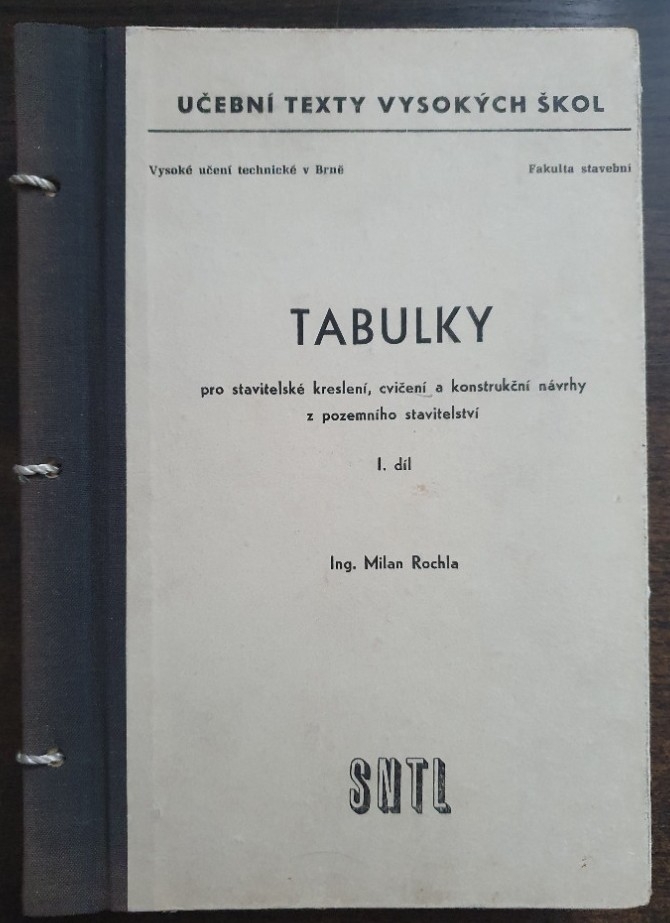 UČEBNÍ TEXTY VYSOKÝCH ŠKOL
Vysoké učení technické v Brně Fakulta stavební
TABULKY
pro stavitelské kreslení, cvičení a konstrukční návrhy
z pozemního stavitelství
I. díl
Ing. Milan Rochla
SNTL